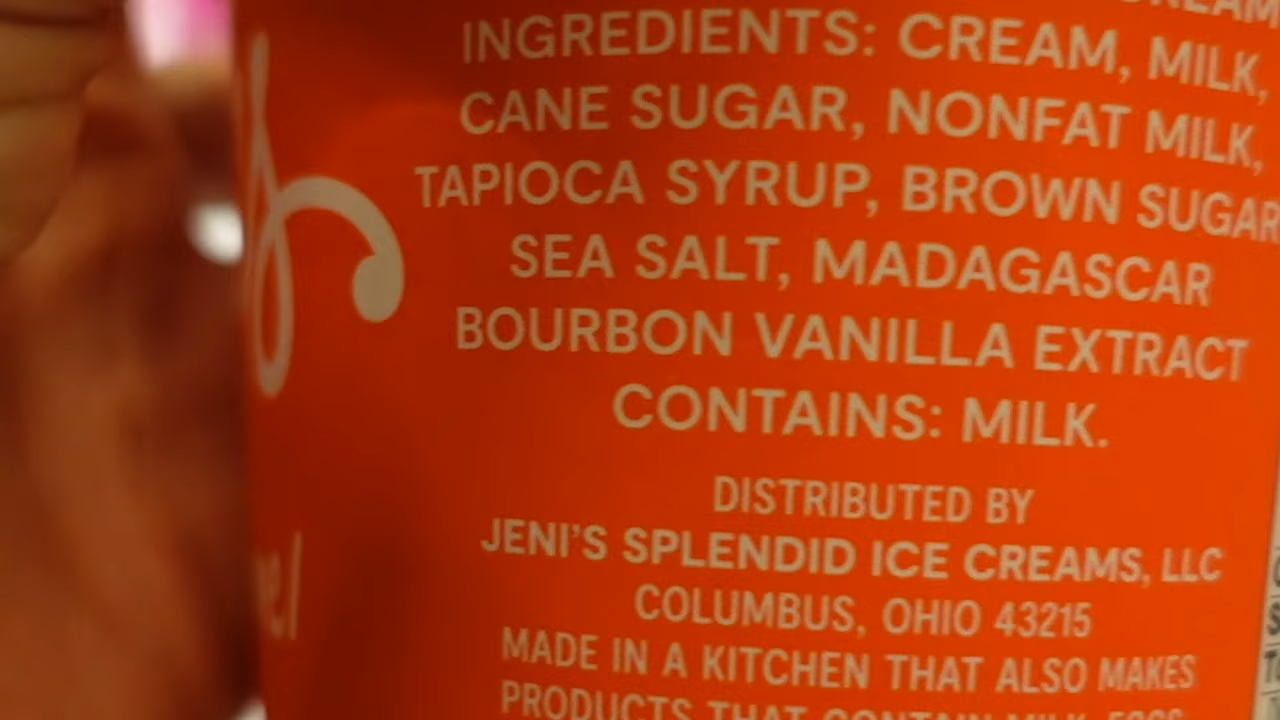 INGREDIENTS: CREAM, MILK,
CANE SUGAR, NONFAT MILK,
TAPIOCA SYRUP, BROWN SUGAR
SEA SALT, MADAGASCAR
BOURBON VANILLA EXTRACT
CONTAINS: MILK.
DISTRIBUTED BY
JENI'S SPLENDID ICE CREAMS, LLC
COLUMBUS, OHIO 43215
MADE IN A KITCHEN THAT ALSO MAKES
PRODUCTS THAT CONTAIN MILK, EGGS